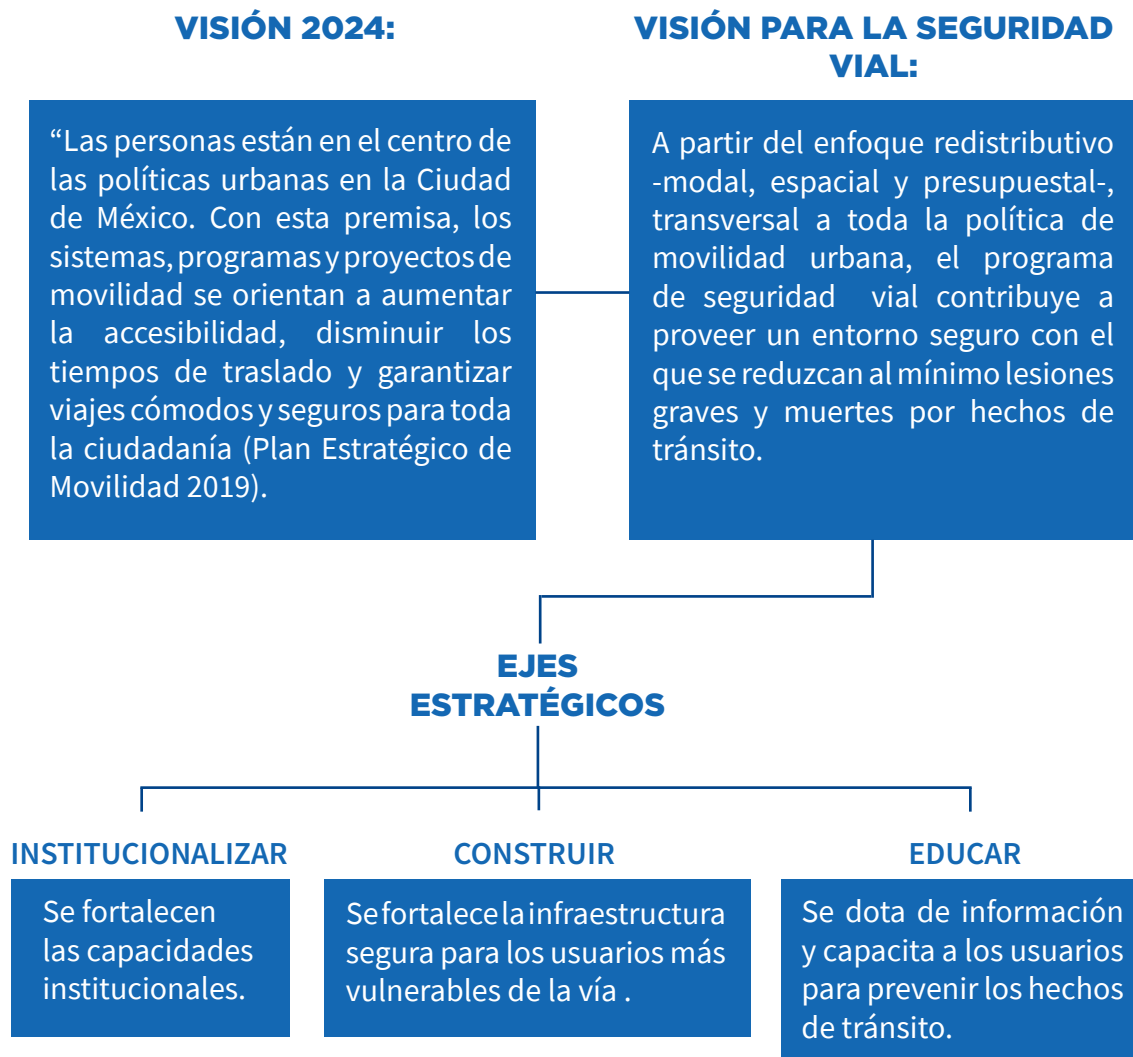 VISIÓN 2024:
“Las personas están en el centro de
las políticas urbanas en la Ciudad
de México. Con esta premisa, los
sistemas, programas y proyectos de
movilidad se orientan a aumentar
la accesibilidad, disminuir los
tiempos de traslado y garantizar
viajes cómodos y seguros para toda
la ciudadanía (Plan Estratégico de
Movilidad 2019).
VISIÓN PARA LA SEGURIDAD
VIAL:
A partir del enfoque redistributivo
-modal, espacial y presupuestal-,
transversal a toda la política de
movilidad urbana, el programa
de seguridad vial contribuye a
proveer un entorno seguro con el
que se reduzcan al mínimo lesiones
graves y muertes por hechos de
tránsito.
EJES
ESTRATÉGICOS
INSTITUCIONALIZAR
Se fortalecen
las capacidades
institucionales.
CONSTRUIR
Se fortalece la infraestructura
segura para los usuarios más
vulnerables de la vía .
EDUCAR
Se dota de información
y capacita a los usuarios
para prevenir los hechos
de tránsito.